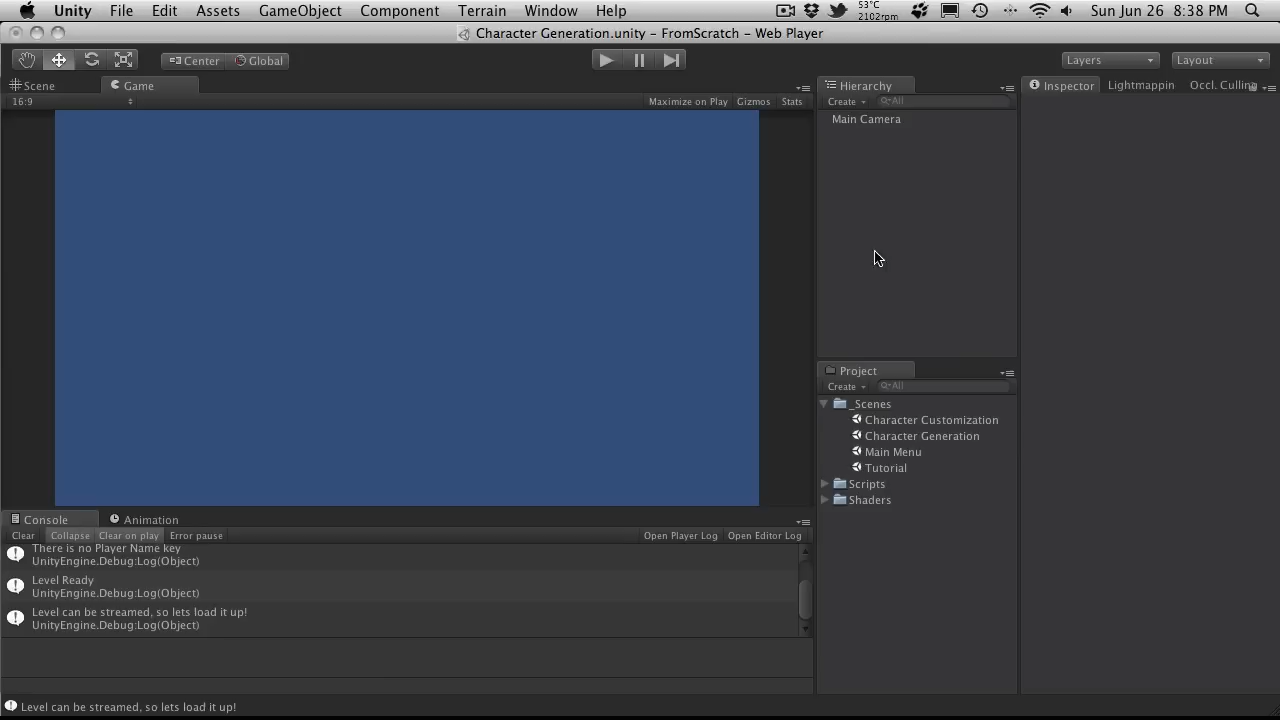 Unity File Edit Assets GameObject Component Terrain Window Help 53°C 2102rpm Sun Jun 26 8:38 PM
Character Generation.unity – FromScratch – Web Player
Center Global Layers Layout
Scene Game Hierarchy Inspector Lightmappin Occl. Culling
16:9 Maximize on Play Gizmos Stats Create All
Main Camera
Project
Create All
_Scenes
Character Customization
Character Generation
Main Menu
Tutorial
Scripts
Shaders
Console Animation
Clear Collapse Clear on play Error pause Open Player Log Open Editor Log
There is no Player Name key
UnityEngine.Debug:Log(Object)
Level Ready
UnityEngine.Debug:Log(Object)
Level can be streamed, so lets load it up!
UnityEngine.Debug:Log(Object)
Level can be streamed, so lets load it up!